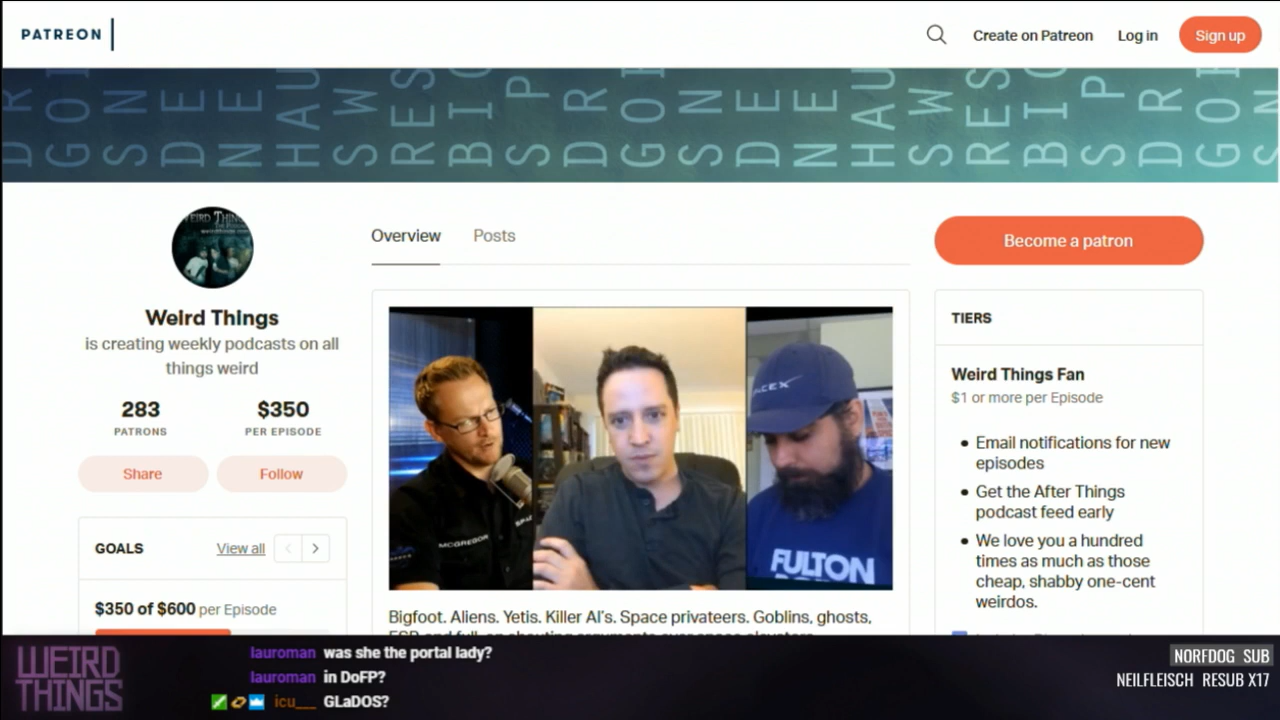 PATREON
Create on Patreon
Log in
Sign up
Overview
Posts
Become a patron
Weird Things
is creating weekly podcasts on all
things weird
283
PATRONS
$350
PER EPISODE
Share
Follow
GOALS
View all
$350 of $600 per Episode
MCGREGOR
FULTON
Bigfoot. Aliens. Yetis. Killer AI's. Space privateers. Goblins, ghosts,
TIERS
Weird Things Fan
$1 or more per Episode
Email notifications for new
episodes
Get the After Things
podcast feed early
We love you a hundred
times as much as those
cheap, shabby one-cent
weirdos.
WEIRD
THINGS
lauroman was she the portal lady?
lauroman in DoFP?
icu___ GLaDOS?
NORFDOG SUB
NEILFLEISCH RESUB X17